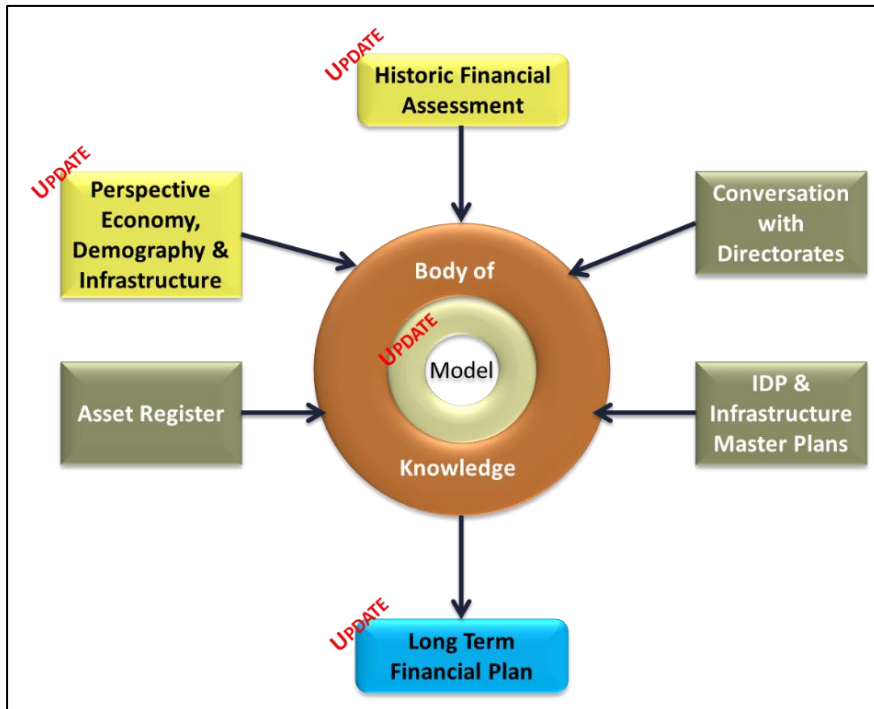 UPDATE
Historic Financial
Assessment
UPDATE
Perspective
Economy,
Demography &
Infrastructure
Conversation
with
Directorates
Body of
UPDATE
Model
Knowledge
Asset Register
IDP &
Infrastructure
Master Plans
UPDATE
Long Term
Financial Plan